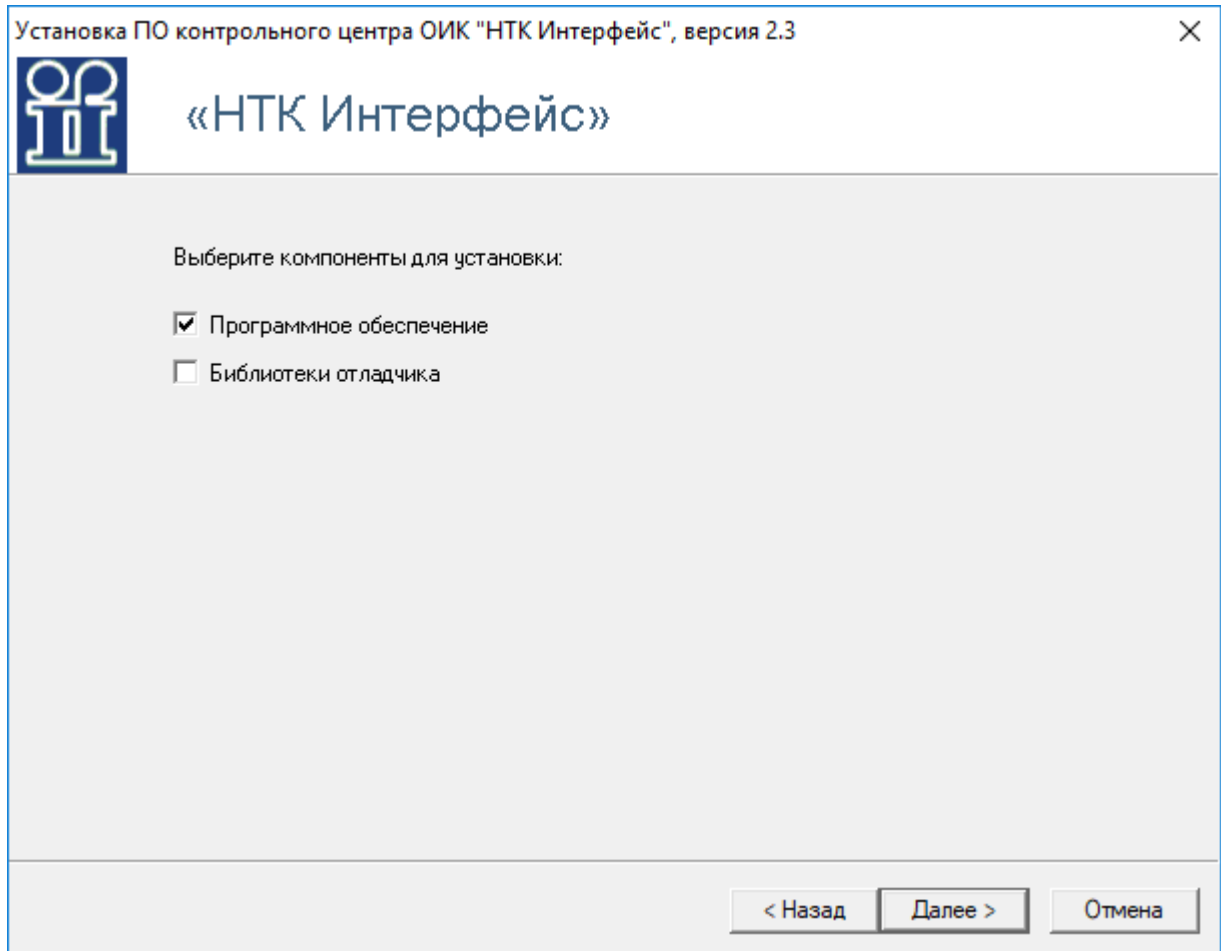 Установка ПО контрольного центра ОИК "НТК Интерфейс", версия 2.3
«НТК Интерфейс»
Выберите компоненты для установки:
Программное обеспечение
Библиотеки отладчика
< Назад
Далее >
Отмена